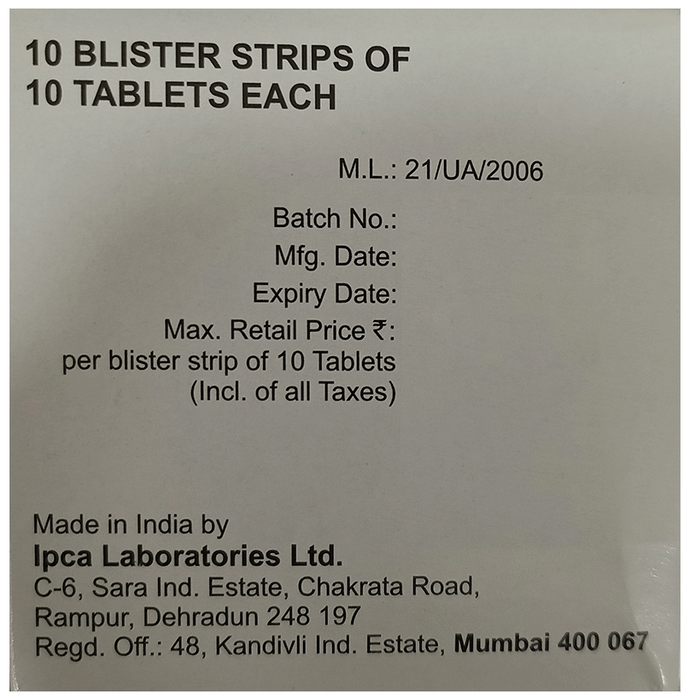 10 BLISTER STRIPS OF
10 TABLETS EACH
M.L.: 21/UA/2006
Batch No.:
Mfg. Date:
Expiry Date:
Max. Retail Price ₹:
per blister strip of 10 Tablets
(Incl. of all Taxes)
Made in India by
Ipca Laboratories Ltd.
C-6, Sara Ind. Estate, Chakrata Road,
Rampur, Dehradun 248 197
Regd. Off.: 48, Kandivli Ind. Estate, Mumbai 400 067